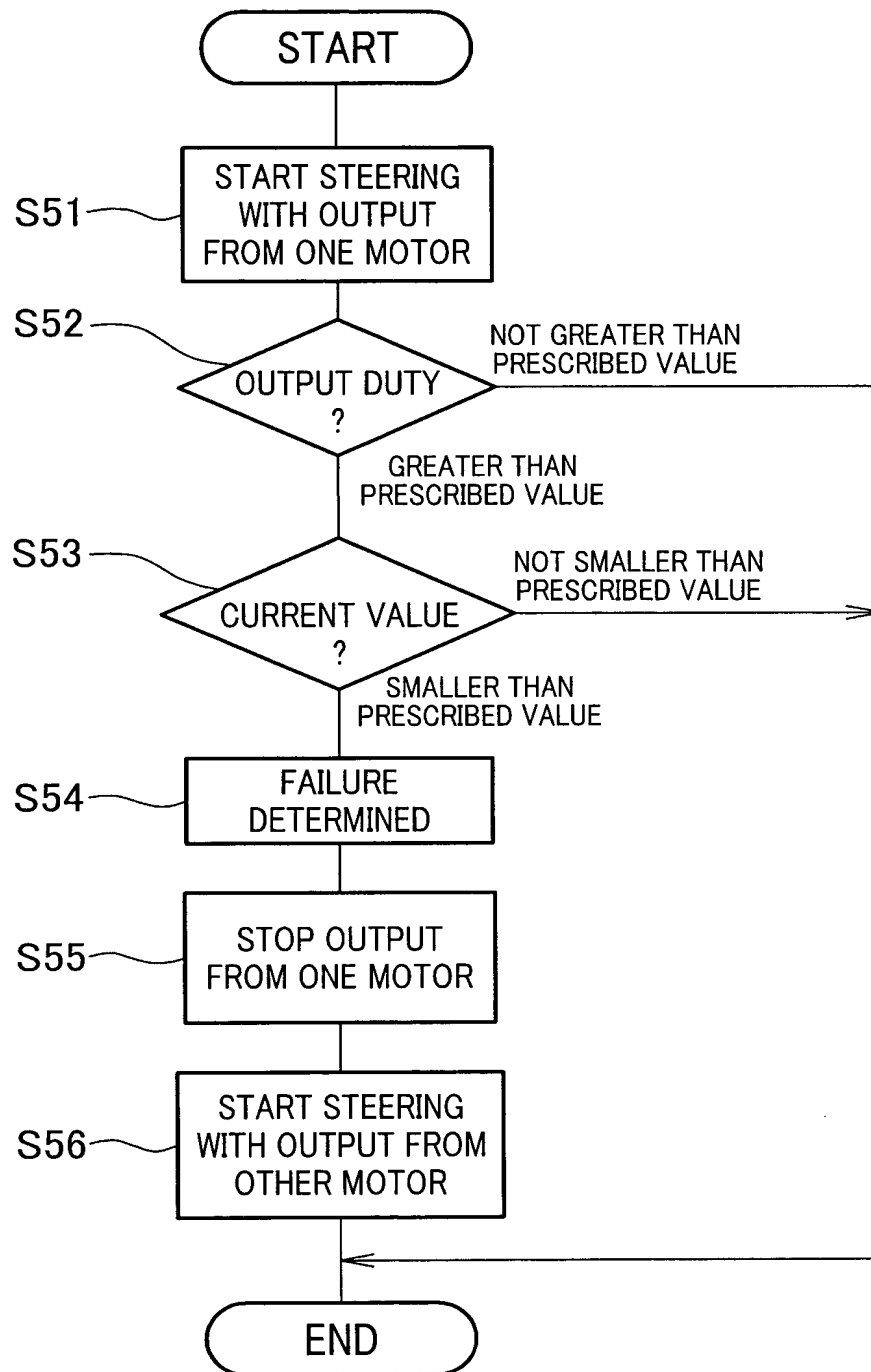 START
S51
START STEERING
WITH OUTPUT
FROM ONE MOTOR
S52
OUTPUT DUTY
?
NOT GREATER THAN
PRESCRIBED VALUE
GREATER THAN
PRESCRIBED VALUE
S53
CURRENT VALUE
?
NOT SMALLER THAN
PRESCRIBED VALUE
SMALLER THAN
PRESCRIBED VALUE
S54
FAILURE
DETERMINED
S55
STOP OUTPUT
FROM ONE MOTOR
S56
START STEERING
WITH OUTPUT FROM
OTHER MOTOR
END